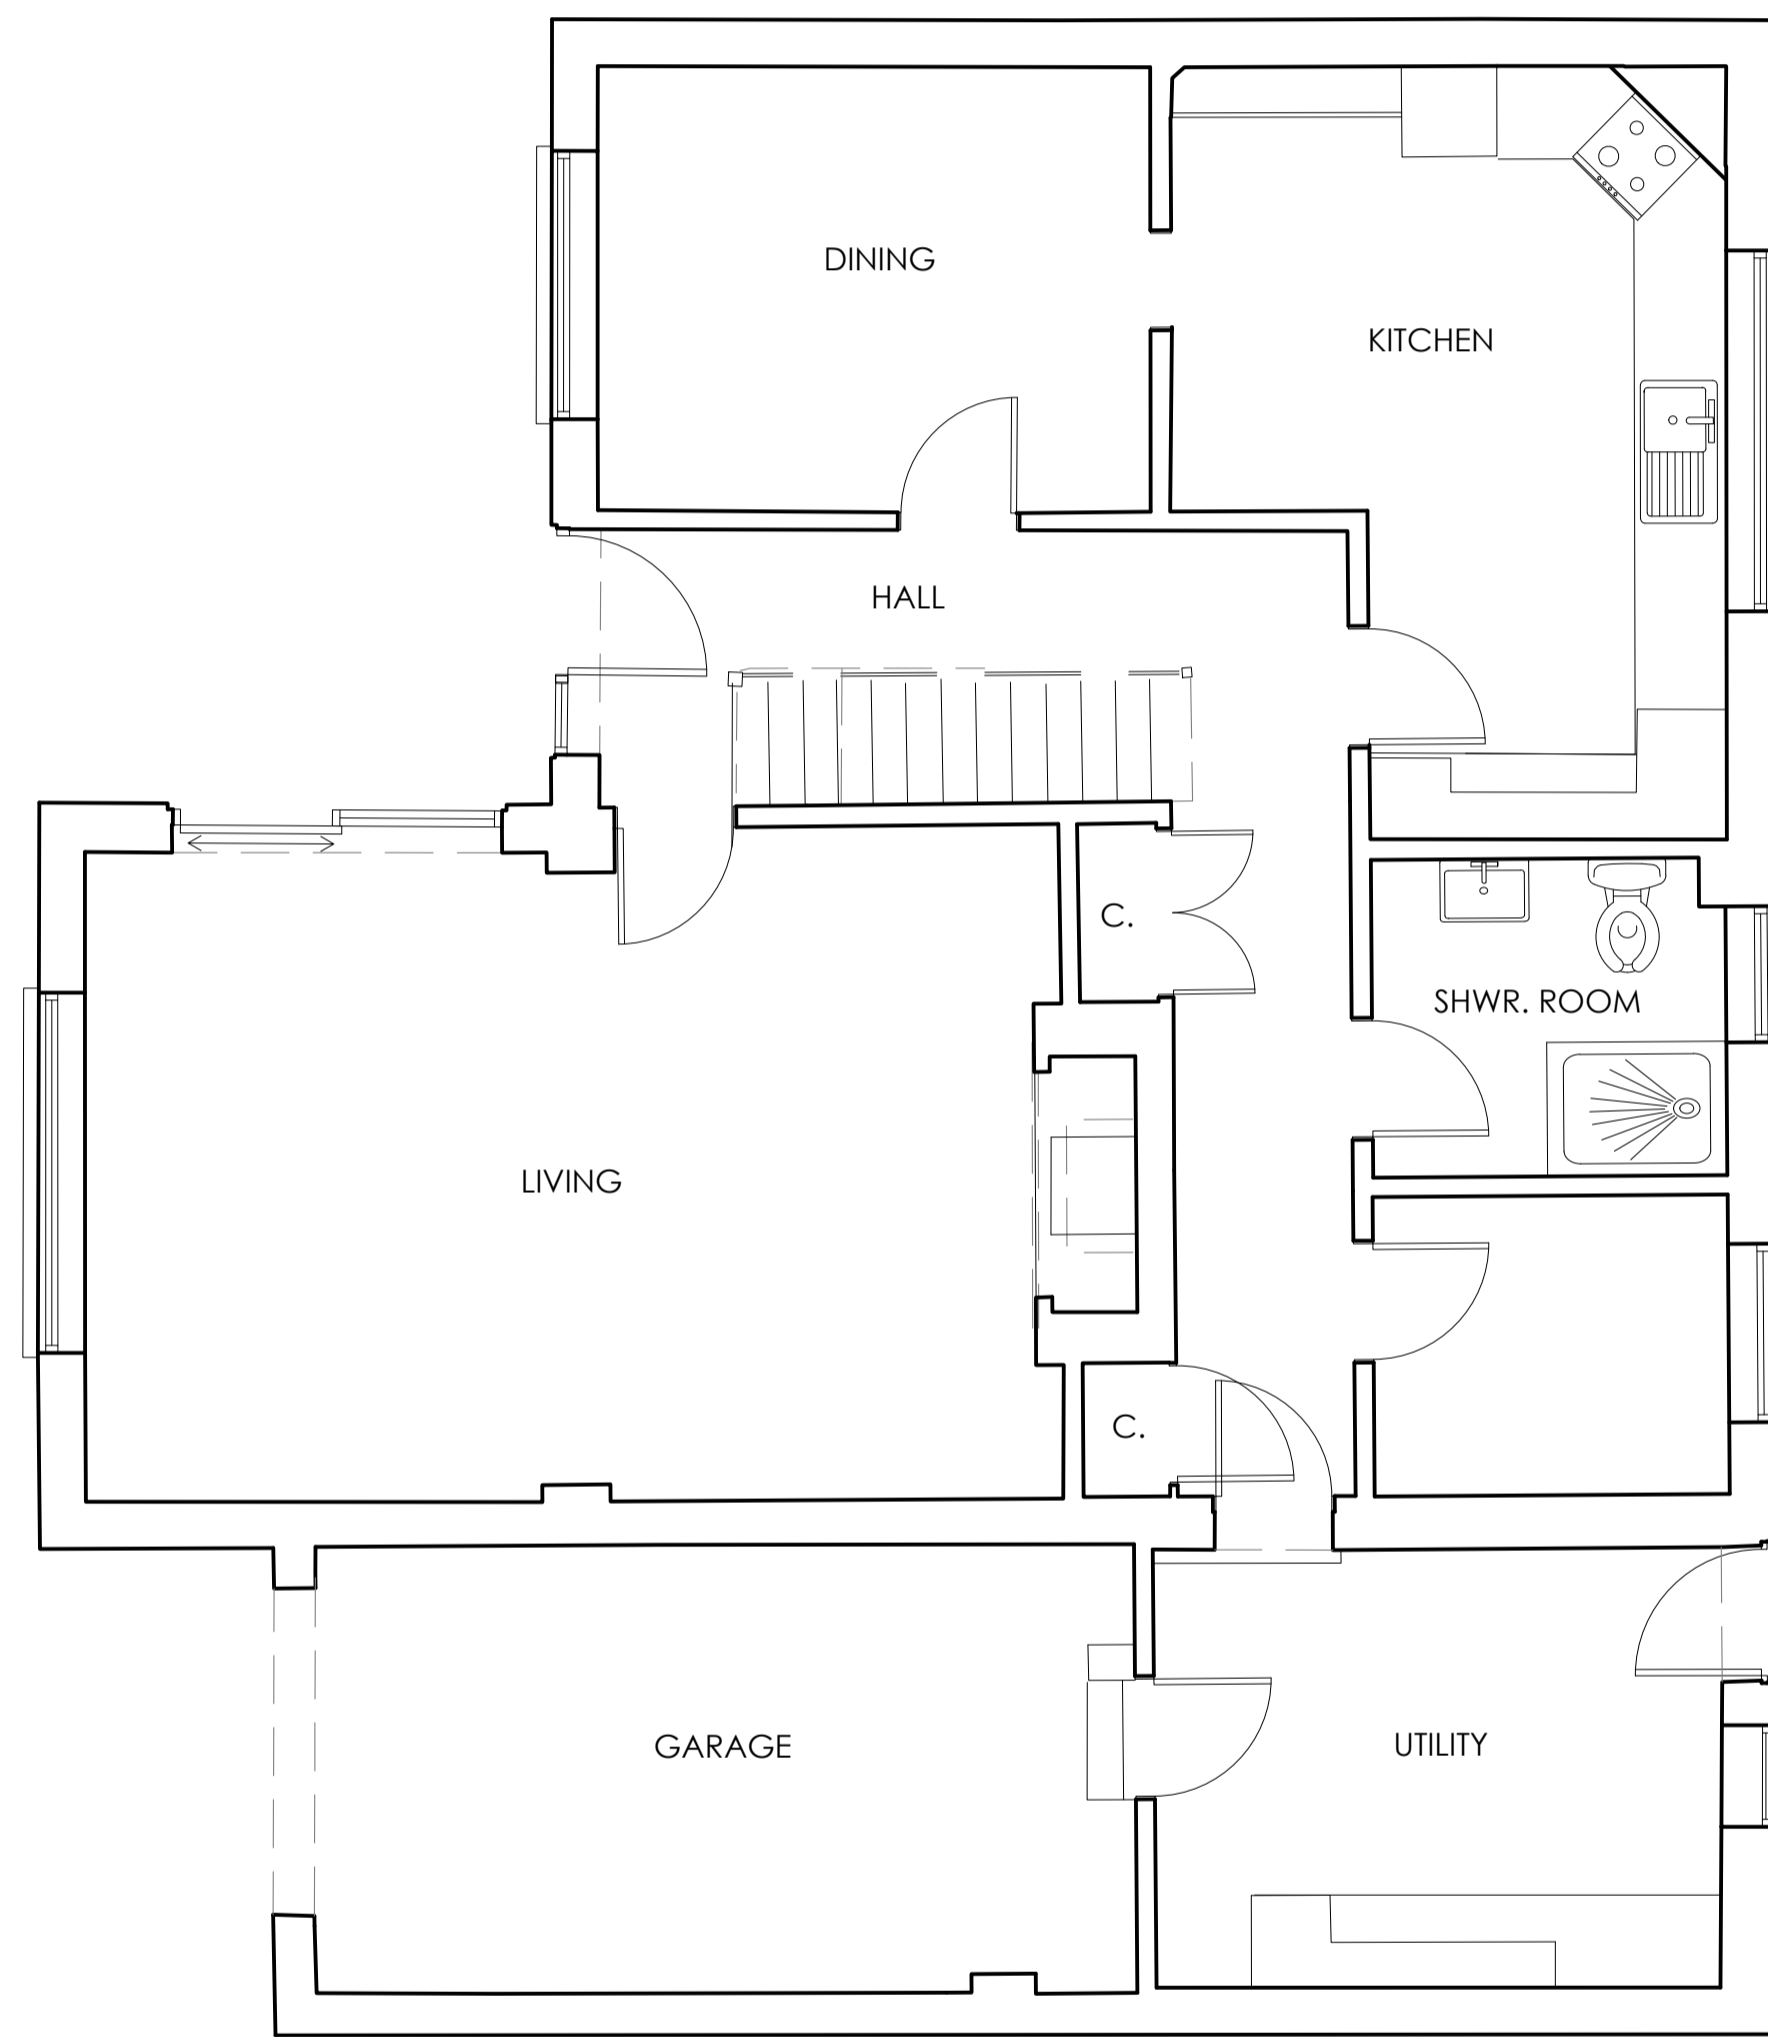 DINING
KITCHEN
HALL
C.
SHWR. ROOM
LIVING
C.
GARAGE
UTILITY